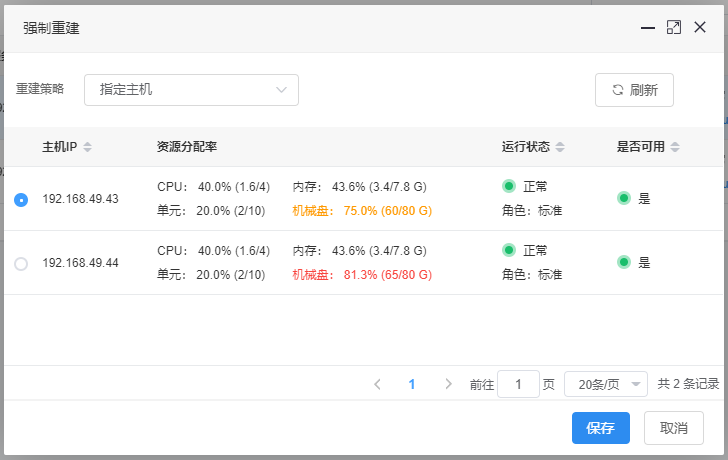 强制重建
重建策略 指定主机 刷新
主机IP 资源分配率 运行状态 是否可用
192.168.49.43 CPU: 40.0% (1.6/4) 内存: 43.6% (3.4/7.8 G) 正常 是
单元: 20.0% (2/10) 机械盘: 75.0% (60/80 G) 角色: 标准
192.168.49.44 CPU: 40.0% (1.6/4) 内存: 43.6% (3.4/7.8 G) 正常 是
单元: 20.0% (2/10) 机械盘: 81.3% (65/80 G) 角色: 标准
1 前往 1 页 20条/页 共 2 条记录
保存 取消